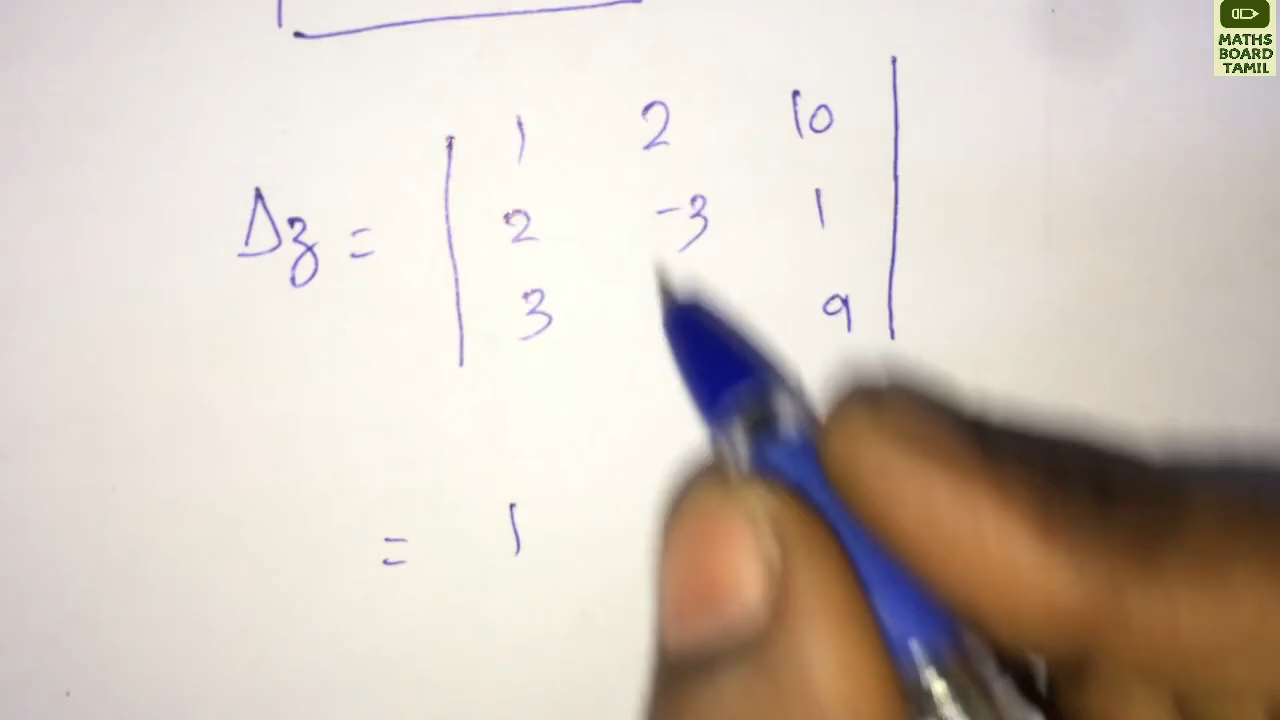 MATHS
BOARD
TAMIL
1 2 10
Δz = 2 -3 1
3 9
= 1